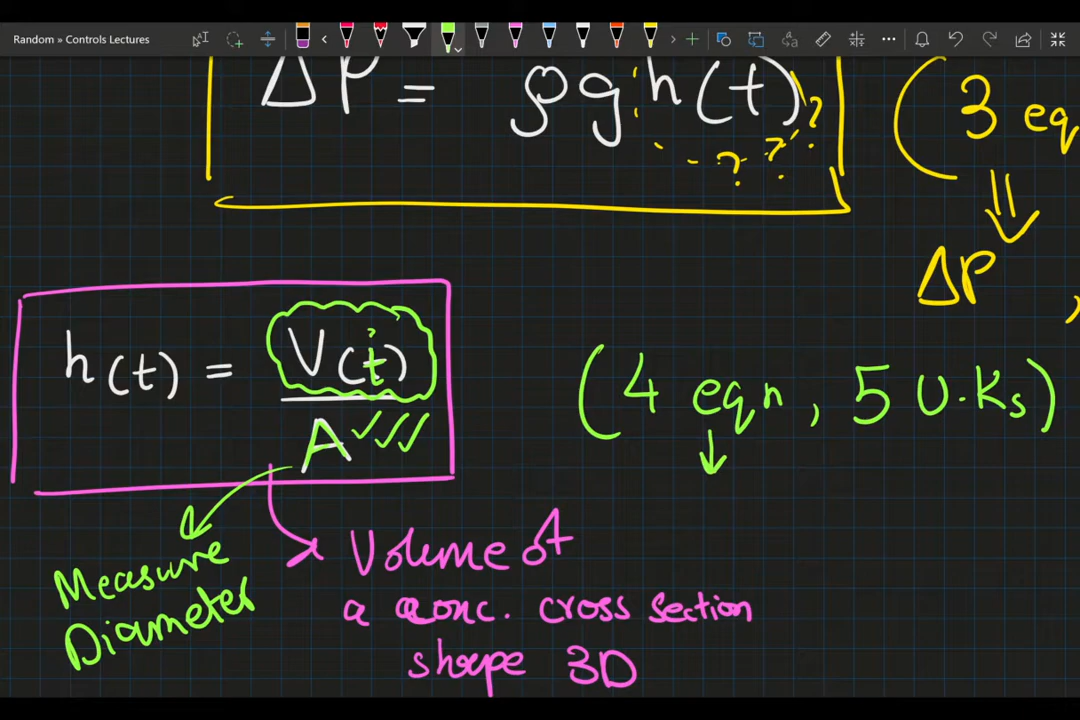 Random » Controls Lectures
ΔP = ρg h(t) ? ? ?
(3 eq
ΔP ,
h(t) = V(t) / A ✓✓✓
(4 eqn, 5 U.Ks)
Measure
Diameter
Volume of
a conc. cross section
shape 3D